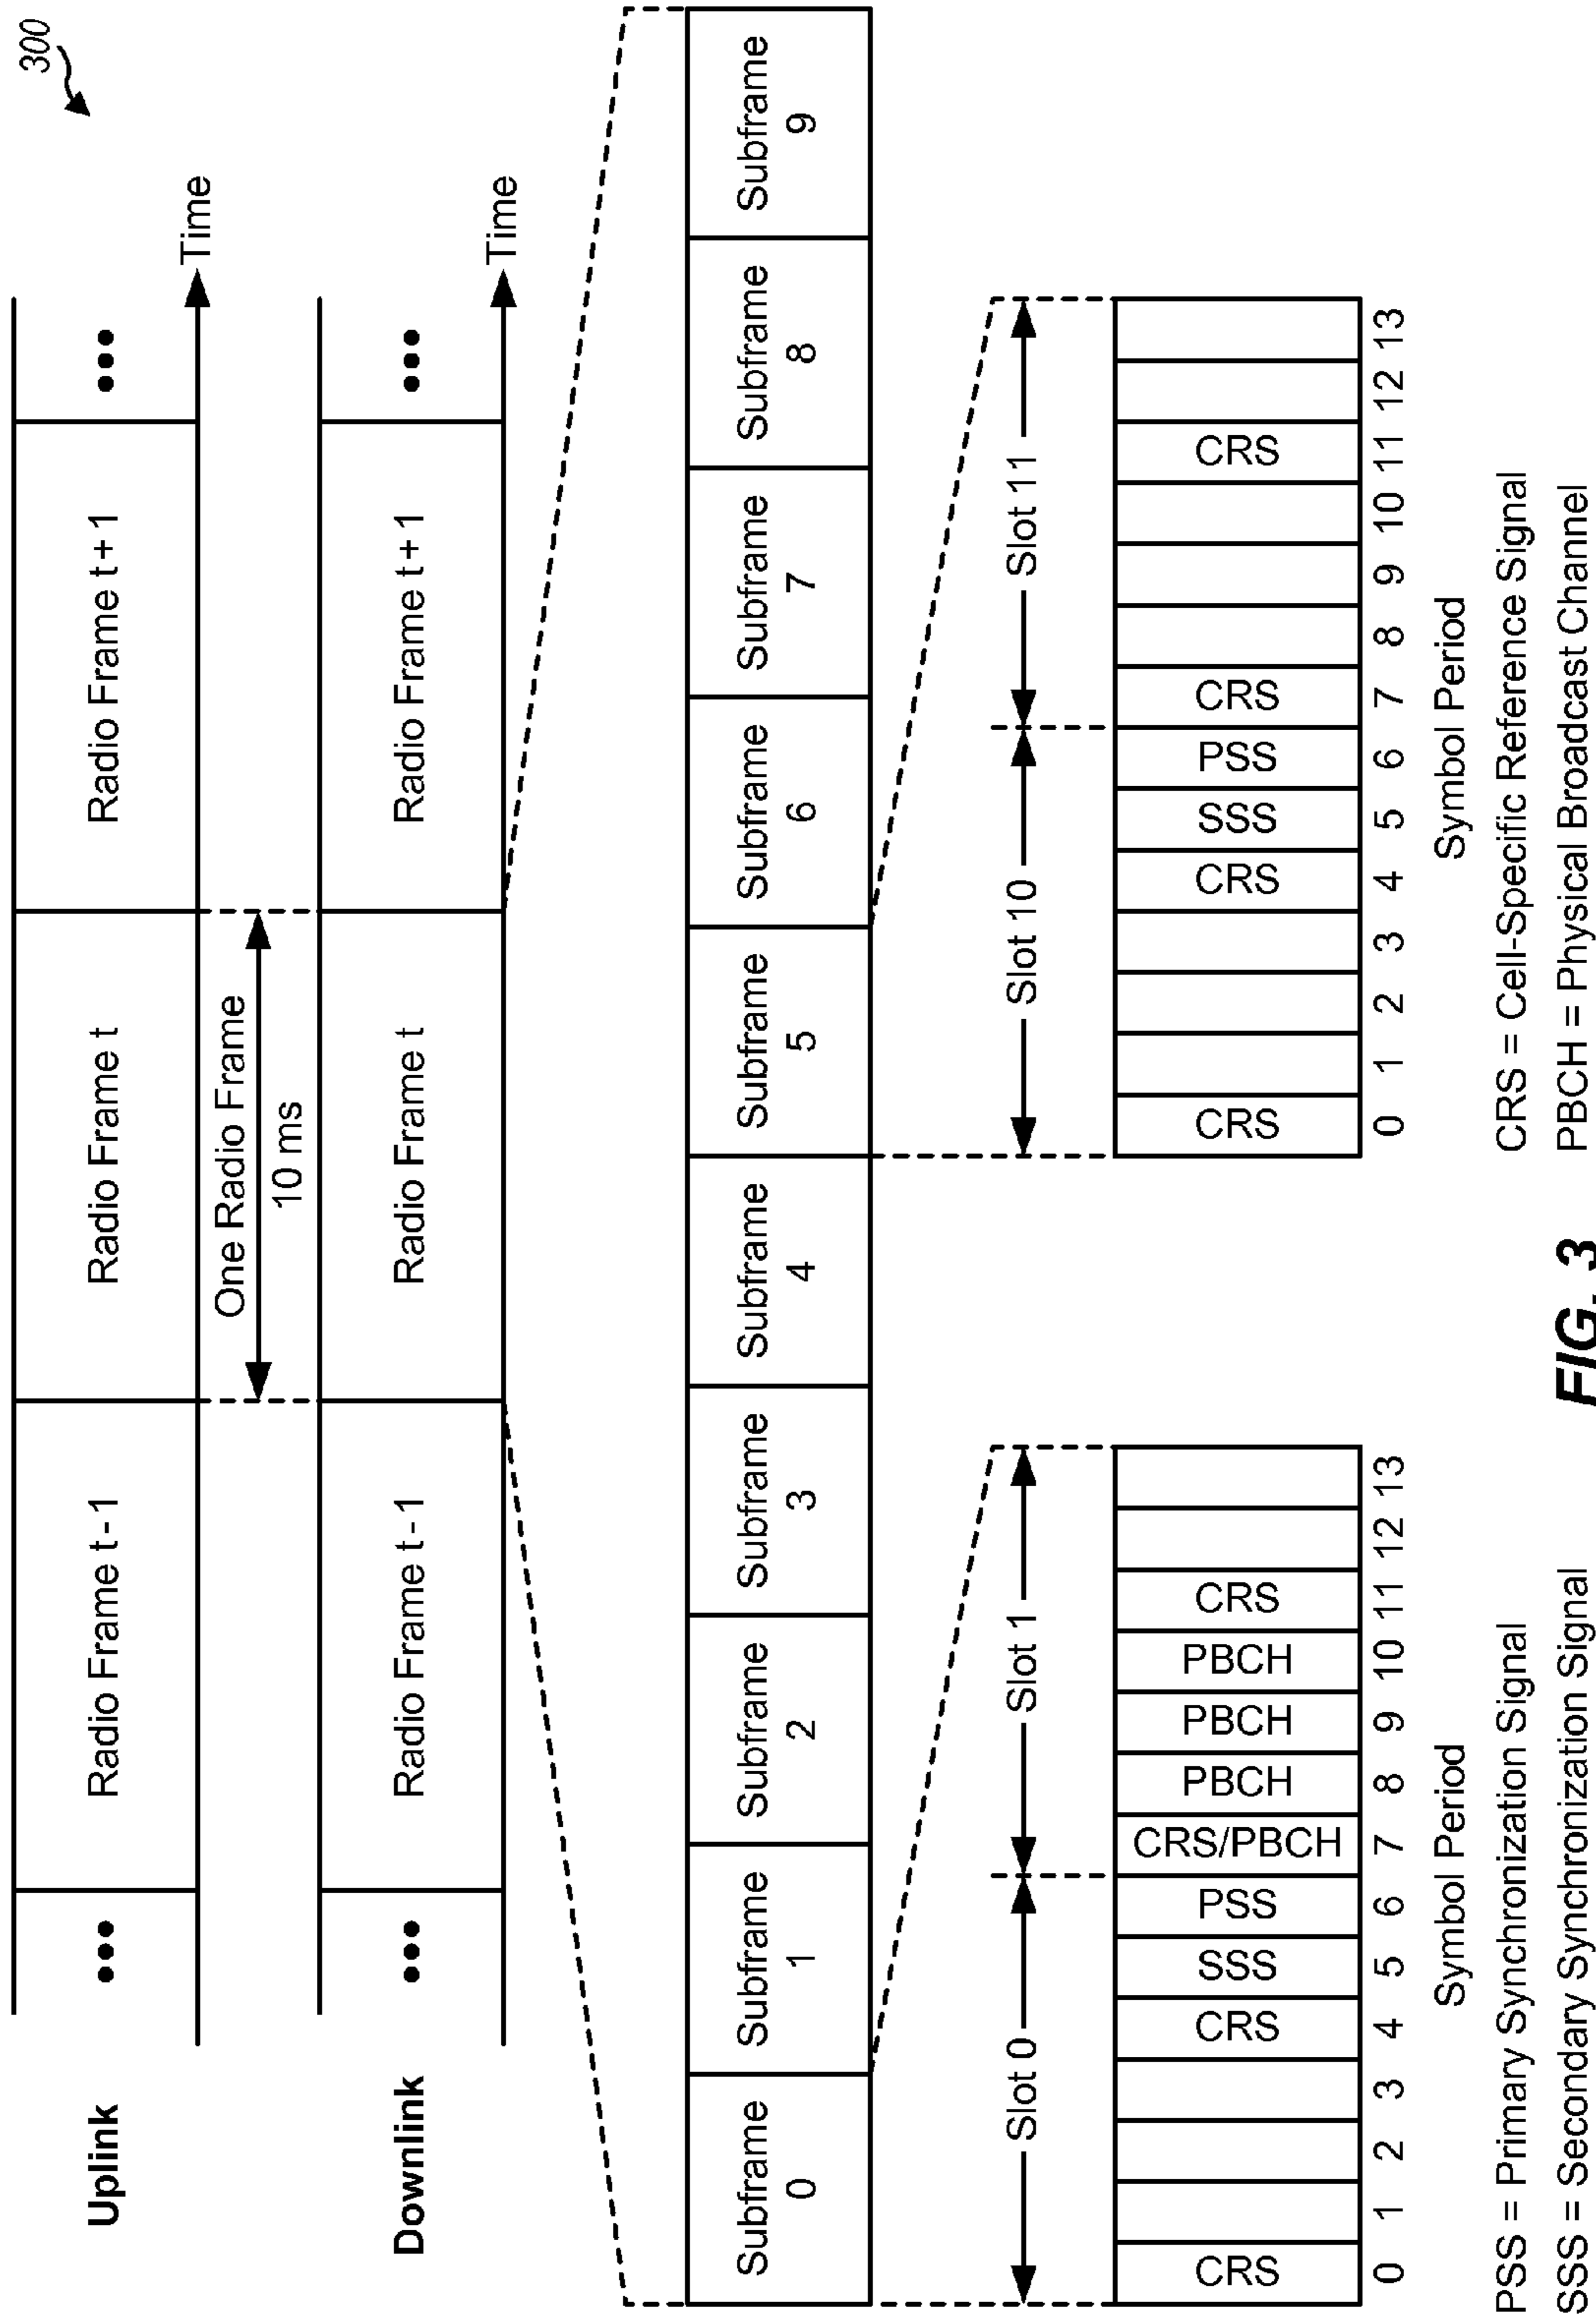 300
Uplink
••• Radio Frame t-1 Radio Frame t Radio Frame t+1 •••
Time
One Radio Frame
10 ms
Downlink
••• Radio Frame t-1 Radio Frame t Radio Frame t+1 •••
Time
Subframe 0 Subframe 1 Subframe 2 Subframe 3 Subframe 4 Subframe 5 Subframe 6 Subframe 7 Subframe 8 Subframe 9
Slot 0 Slot 1
CRS CRS SSS PSS CRS/PBCH PBCH PBCH PBCH CRS
0 1 2 3 4 5 6 7 8 9 10 11 12 13
Symbol Period
Slot 10 Slot 11
CRS CRS SSS PSS CRS CRS
0 1 2 3 4 5 6 7 8 9 10 11 12 13
Symbol Period
PSS = Primary Synchronization Signal
SSS = Secondary Synchronization Signal
CRS = Cell-Specific Reference Signal
PBCH = Physical Broadcast Channel
FIG. 3